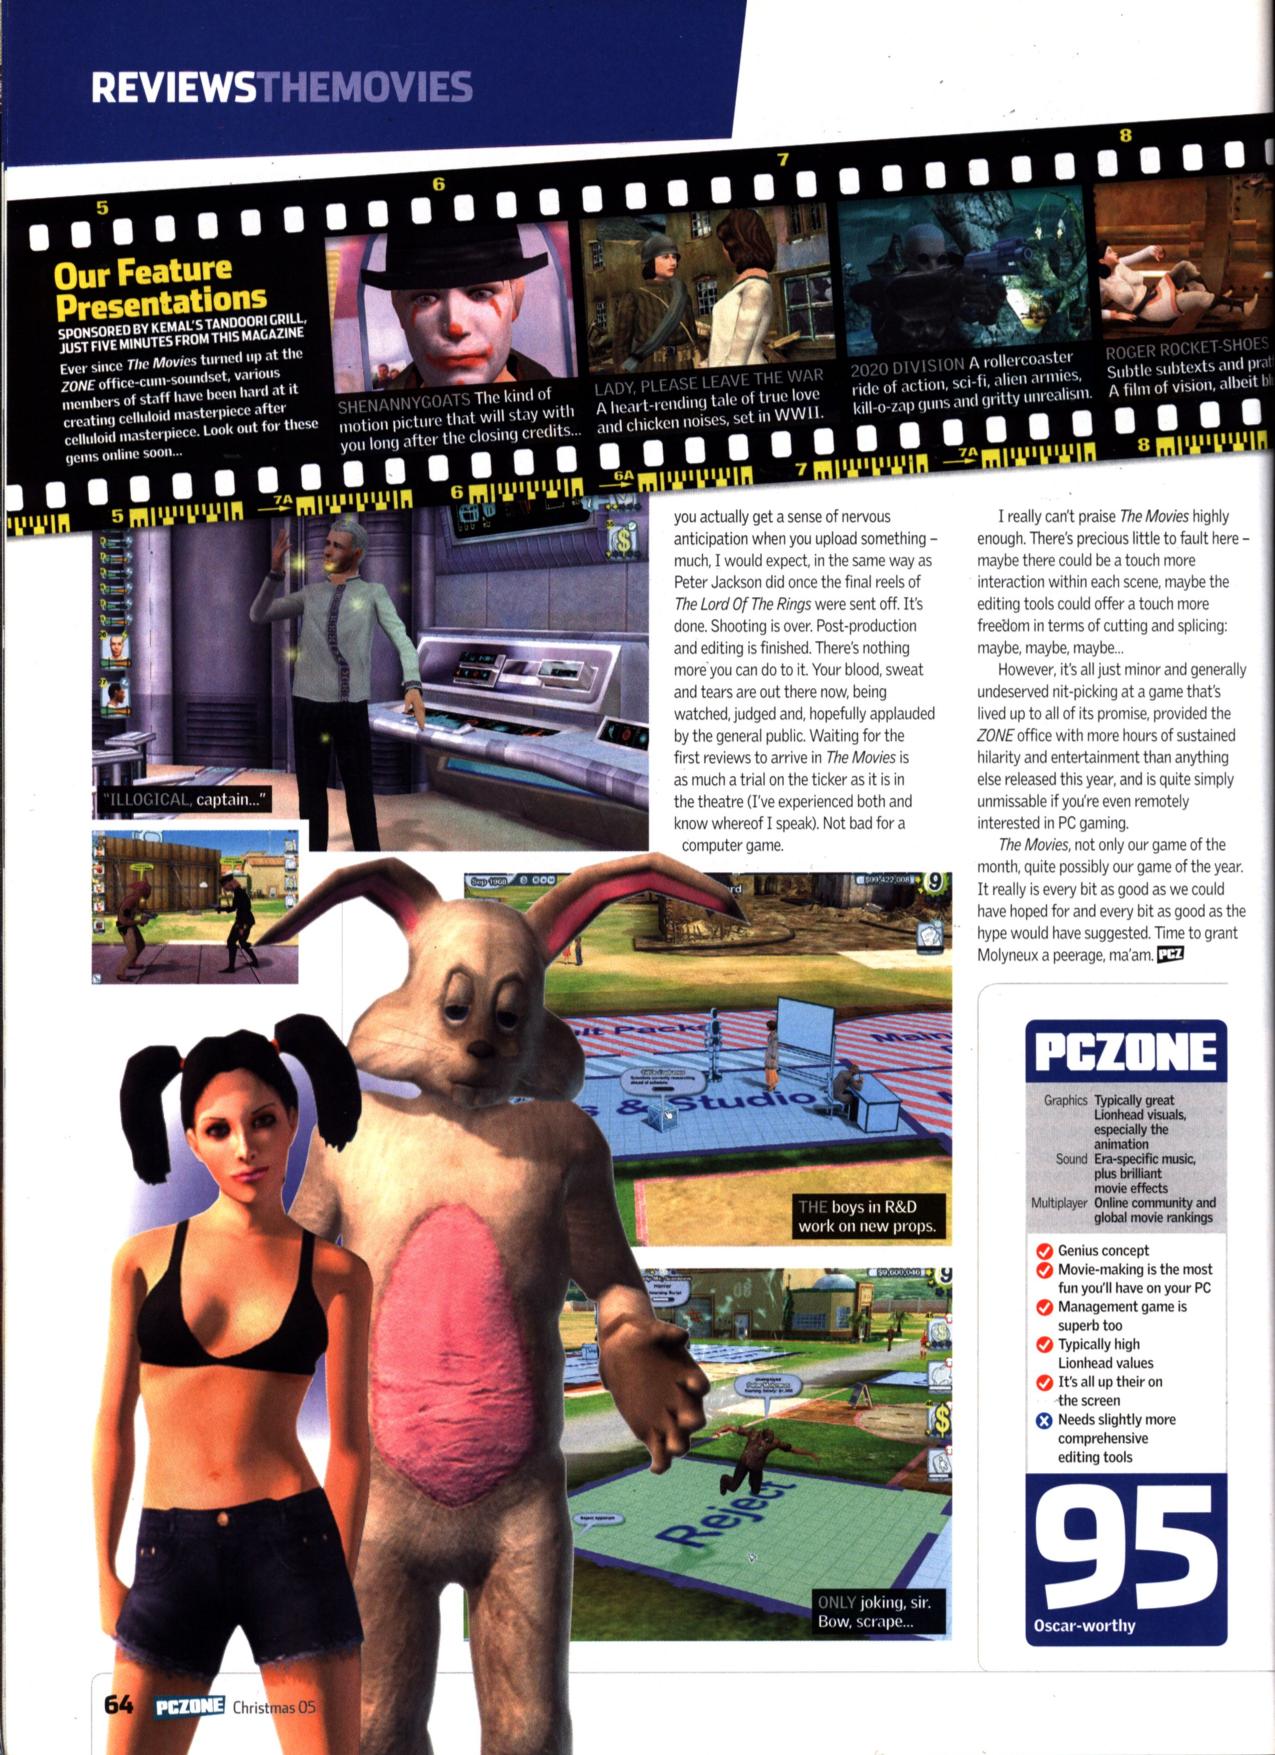 REVIEWSTHEMOVIES
5
6
7
8
Our Feature
Presentations
SPONSORED BY KEMAL'S TANDOORI GRILL,
JUST FIVE MINUTES FROM THIS MAGAZINE
Ever since The Movies turned up at the
ZONE office-cum-soundset, various
members of staff have been hard at it
creating celluloid masterpiece after
celluloid masterpiece. Look out for these
gems online soon...
SHENANNYGOATS The kind of
motion picture that will stay with
you long after the closing credits...
LADY, PLEASE LEAVE THE WAR
A heart-rending tale of true love
and chicken noises, set in WWII.
2020 DIVISION A rollercoaster
ride of action, sci-fi, alien armies,
kill-o-zap guns and gritty unrealism.
ROGER ROCKET-SHOES
Subtle subtexts and
A film of vision, albeit
5
7A
6
6A
7
7A
8
"ILLOGICAL, captain..."
you actually get a sense of nervous
anticipation when you upload something –
much, I would expect, in the same way as
Peter Jackson did once the final reels of
The Lord Of The Rings were sent off. It's
done. Shooting is over. Post-production
and editing is finished. There's nothing
more you can do to it. Your blood, sweat
and tears are out there now, being
watched, judged and, hopefully applauded
by the general public. Waiting for the
first reviews to arrive in The Movies is
as much a trial on the ticker as it is in
the theatre (I've experienced both and
know whereof I speak). Not bad for a
computer game.
I really can't praise The Movies highly
enough. There's precious little to fault here –
maybe there could be a touch more
interaction within each scene, maybe the
editing tools could offer a touch more
freedom in terms of cutting and splicing:
maybe, maybe, maybe...
However, it's all just minor and generally
undeserved nit-picking at a game that's
lived up to all of its promise, provided the
ZONE office with more hours of sustained
hilarity and entertainment than anything
else released this year, and is quite simply
unmissable if you're even remotely
interested in PC gaming.
The Movies, not only our game of the
month, quite possibly our game of the year.
It really is every bit as good as we could
have hoped for and every bit as good as the
hype would have suggested. Time to grant
Molyneux a peerage, ma'am. PCZ
Sep 1968
$99,422,008
9
& Studio
THE boys in R&D
work on new props.
$9,600,046
9
Reject
ONLY joking, sir.
Bow, scrape...
PCZONE
Graphics Typically great
Lionhead visuals,
especially the
animation
Sound Era-specific music,
plus brilliant
movie effects
Multiplayer Online community and
global movie rankings
Genius concept
Movie-making is the most
fun you'll have on your PC
Management game is
superb too
Typically high
Lionhead values
It's all up their on
the screen
Needs slightly more
comprehensive
editing tools
95
Oscar-worthy
64 PCZONE Christmas 05